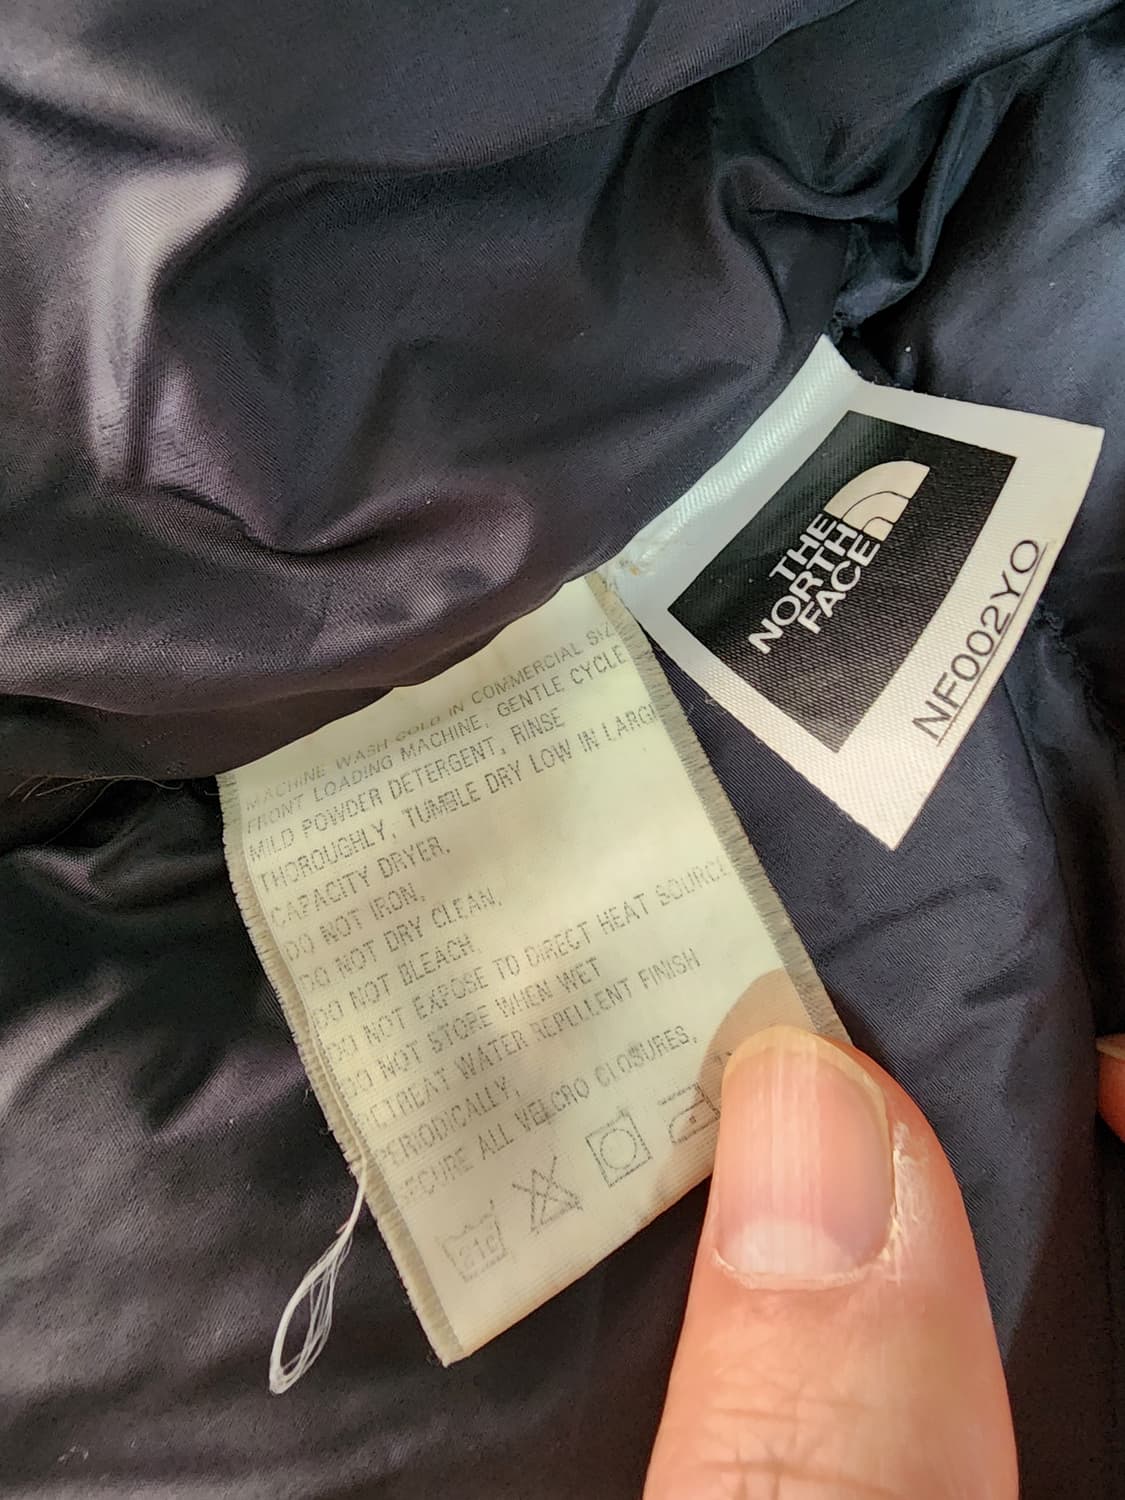 MACHINE WASH COLD IN COMMERCIAL SIZ
FRONT LOADING MACHINE, GENTLE CYCLE
MILD POWDER DETERGENT, RINSE
THOROUGHLY, TUMBLE DRY LOW IN LARG
CAPACITY DRYER,
DO NOT IRON,
DO NOT DRY CLEAN,
DO NOT BLEACH
DO NOT EXPOSE TO DIRECT HEAT SOURCE
DO NOT STORE WHEN WET
RETREAT WATER REPELLENT FINISH
PERIODICALLY,
SECURE ALL VELCRO CLOSURES,
THE
NORTH
FACE
NF002YO